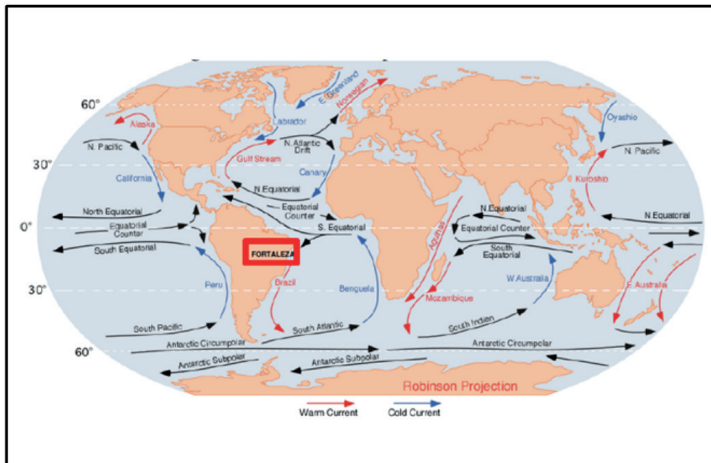 60°
30°
0°
30°
60°
E. Greenland
Norwegian
Labrador
Alaska
Oyashio
N. Pacific
N. Atlantic
Drift
Gulf Stream
N. Pacific
California
Canary
Kurosho
N. Equatorial
North Equatorial
Equatorial
Counter
N.Equatorial
N.Equatorial
Equatorial
Counter
S. Equatorial
Equatorial Counter
South Equatorial
South
Equatorial
FORTALEZA
Agulhas
Peru
Brazil
Benguela
Mozambique
W.Australia
E.Australia
South Pacific
South Atlantic
South Indian
Antarctic Circumpolar
Antarctic Circumpolar
Antarctic Subpolar
Antarctic Subpolar
Robinson Projection
Warm Current
Cold Current